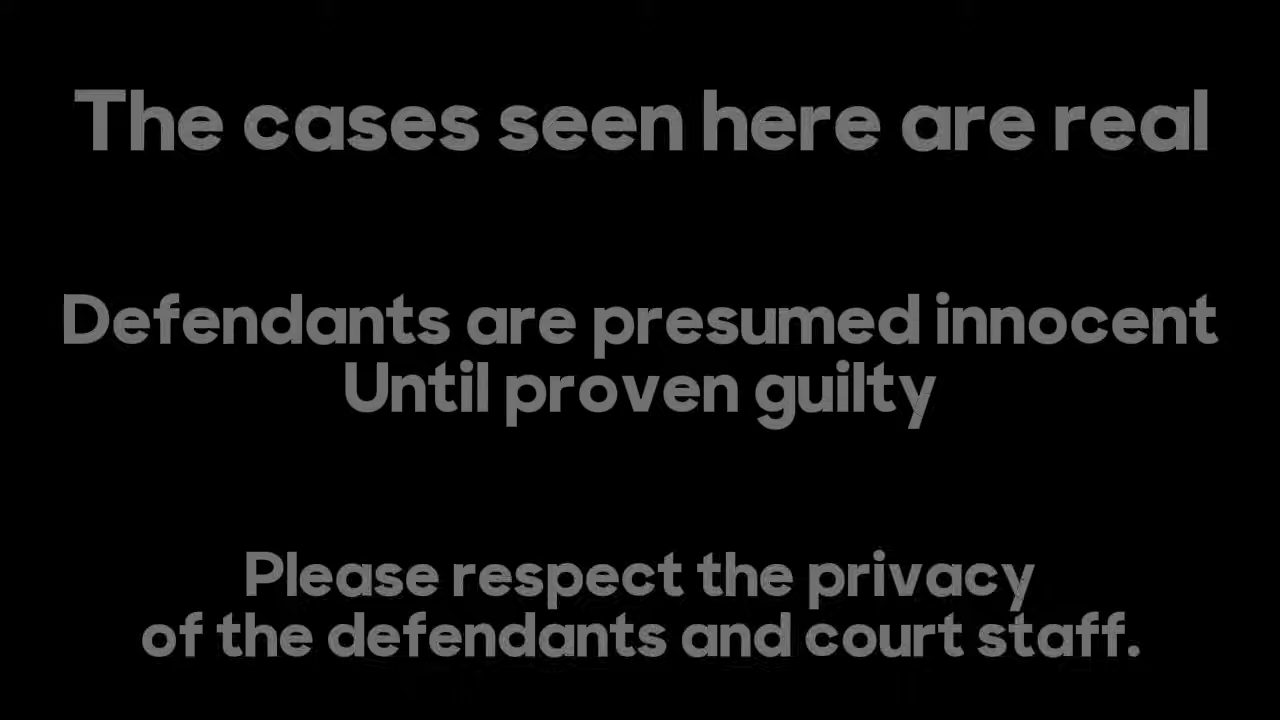 The cases seen here are real
Defendants are presumed innocent
Until proven guilty
Please respect the privacy
of the defendants and court staff.